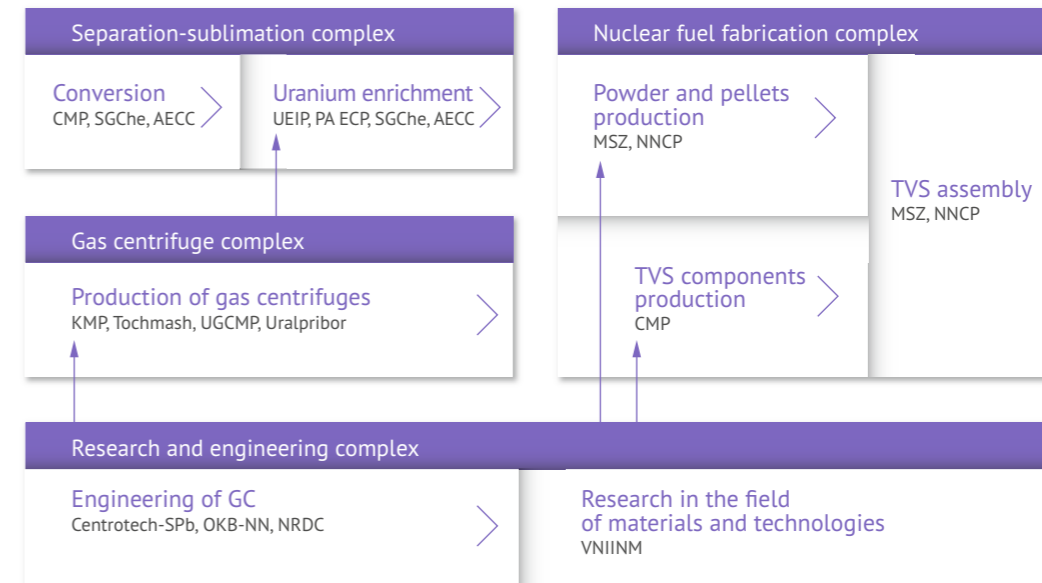 Separation-sublimation complex
Conversion
CMP, SGChe, AECC
Uranium enrichment
UEIP, PA ECP, SGChe, AECC
Gas centrifuge complex
Production of gas centrifuges
KMP, Tochmash, UGCMP, Uralpribor
Nuclear fuel fabrication complex
Powder and pellets
production
MSZ, NNCP
TVS components
production
CMP
TVS assembly
MSZ, NNCP
Research and engineering complex
Engineering of GC
Centrotech-SPb, OKB-NN, NRDC
Research in the field
of materials and technologies
VNIINM